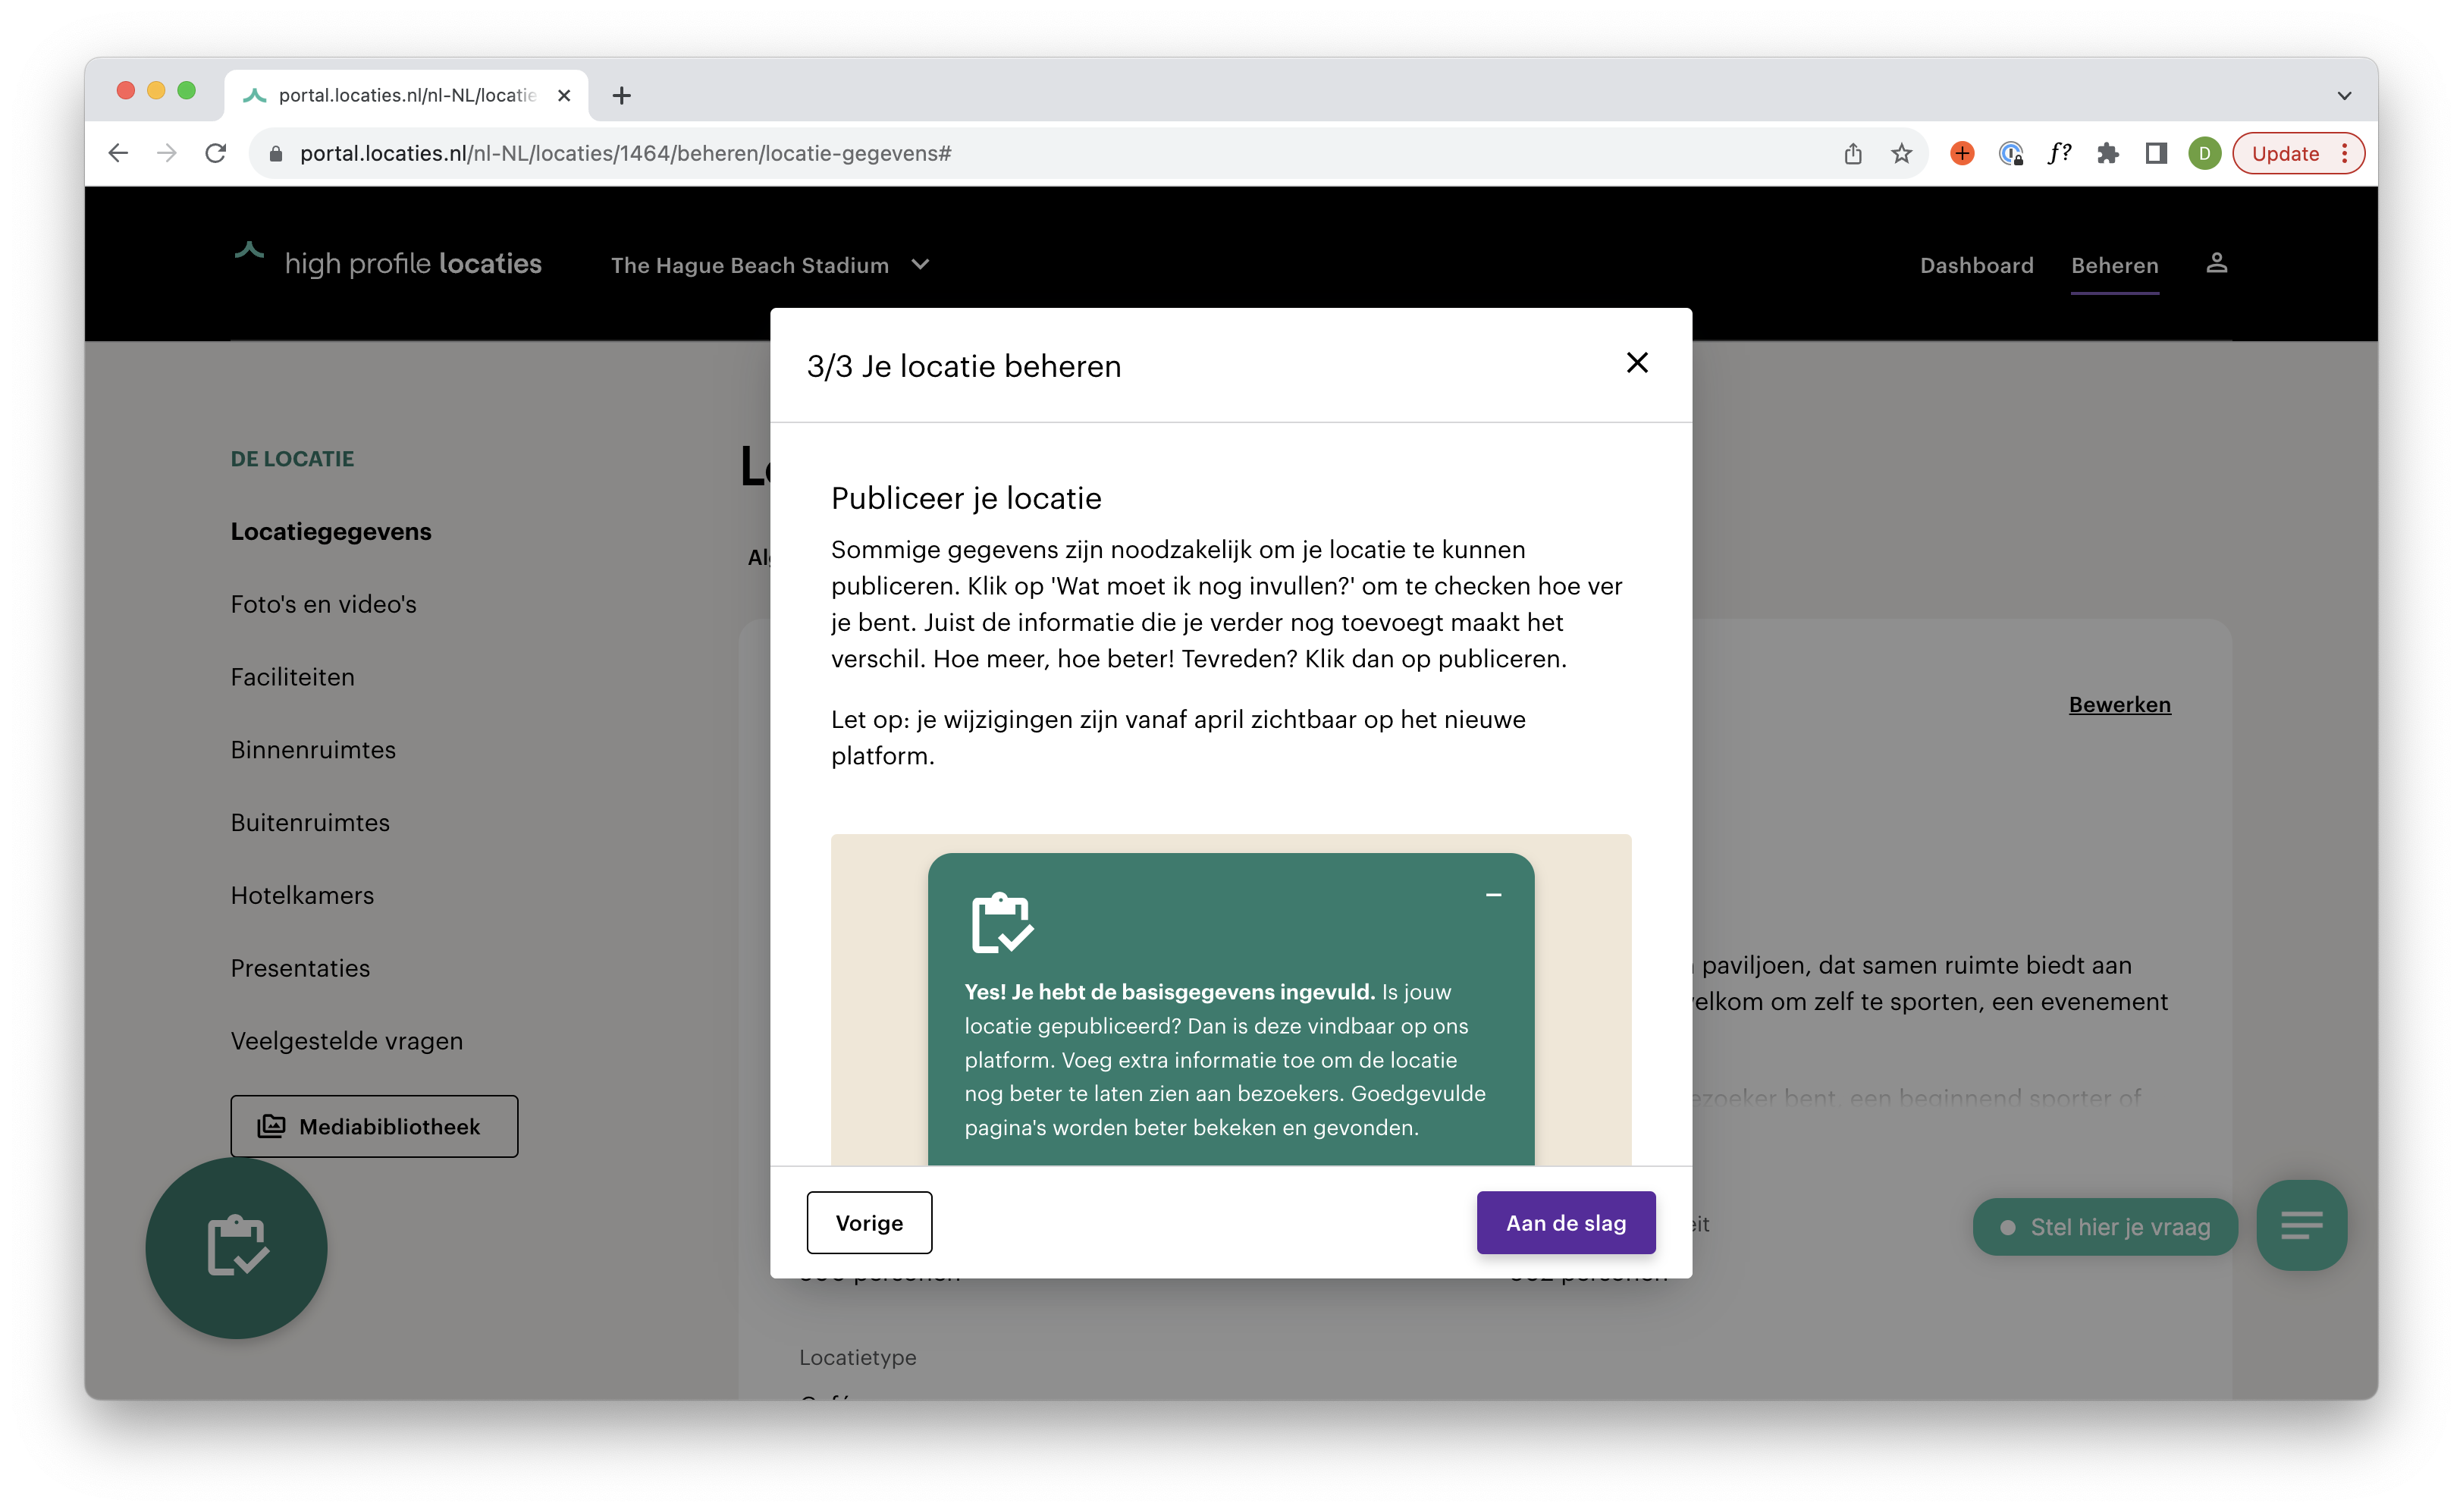 portal.locaties.nl/nl-NL/locatie
portal.locaties.nl/nl-NL/locaties/1464/beheren/locatie-gegevens#
f?
D
Update
high profile locaties
The Hague Beach Stadium
Dashboard
Beheren
DE LOCATIE
Locatiegegevens
Foto's en video's
Faciliteiten
Binnenruimtes
Buitenruimtes
Hotelkamers
Presentaties
Veelgestelde vragen
Mediabibliotheek
3/3 Je locatie beheren
Publiceer je locatie
Sommige gegevens zijn noodzakelijk om je locatie te kunnen
publiceren. Klik op 'Wat moet ik nog invullen?' om te checken hoe ver
je bent. Juist de informatie die je verder nog toevoegt maakt het
verschil. Hoe meer, hoe beter! Tevreden? Klik dan op publiceren.
Let op: je wijzigingen zijn vanaf april zichtbaar op het nieuwe
platform.
Yes! Je hebt de basisgegevens ingevuld. Is jouw
locatie gepubliceerd? Dan is deze vindbaar op ons
platform. Voeg extra informatie toe om de locatie
nog beter te laten zien aan bezoekers. Goedgevulde
pagina's worden beter bekeken en gevonden.
Vorige
Aan de slag
Bewerken
paviljoen, dat samen ruimte biedt aan
elkom om zelf te sporten, een evenement
ezoeker bent, een beginnend sporter of
personen
personen
Locatietype
Stel hier je vraag